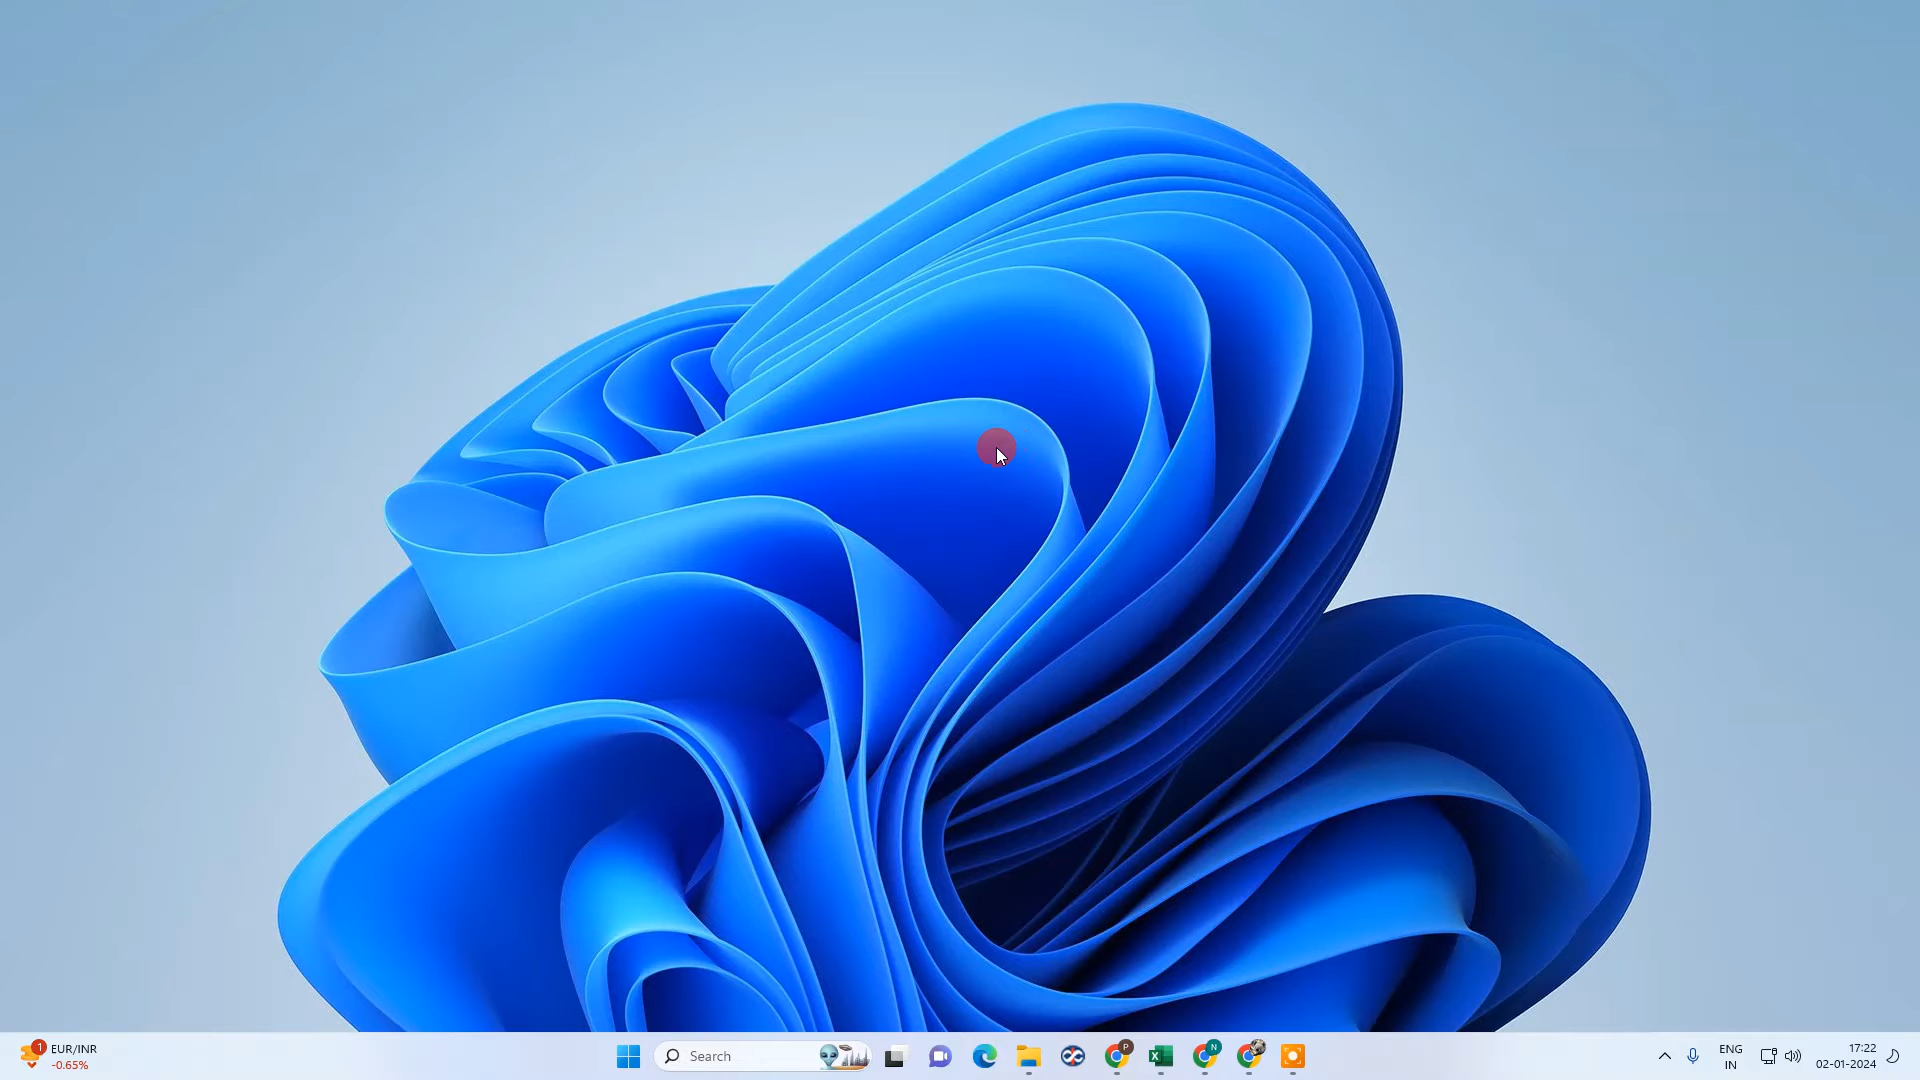 1
EUR/INR
-0.65%
Search
P
N
ENG
IN
17:22
02-01-2024